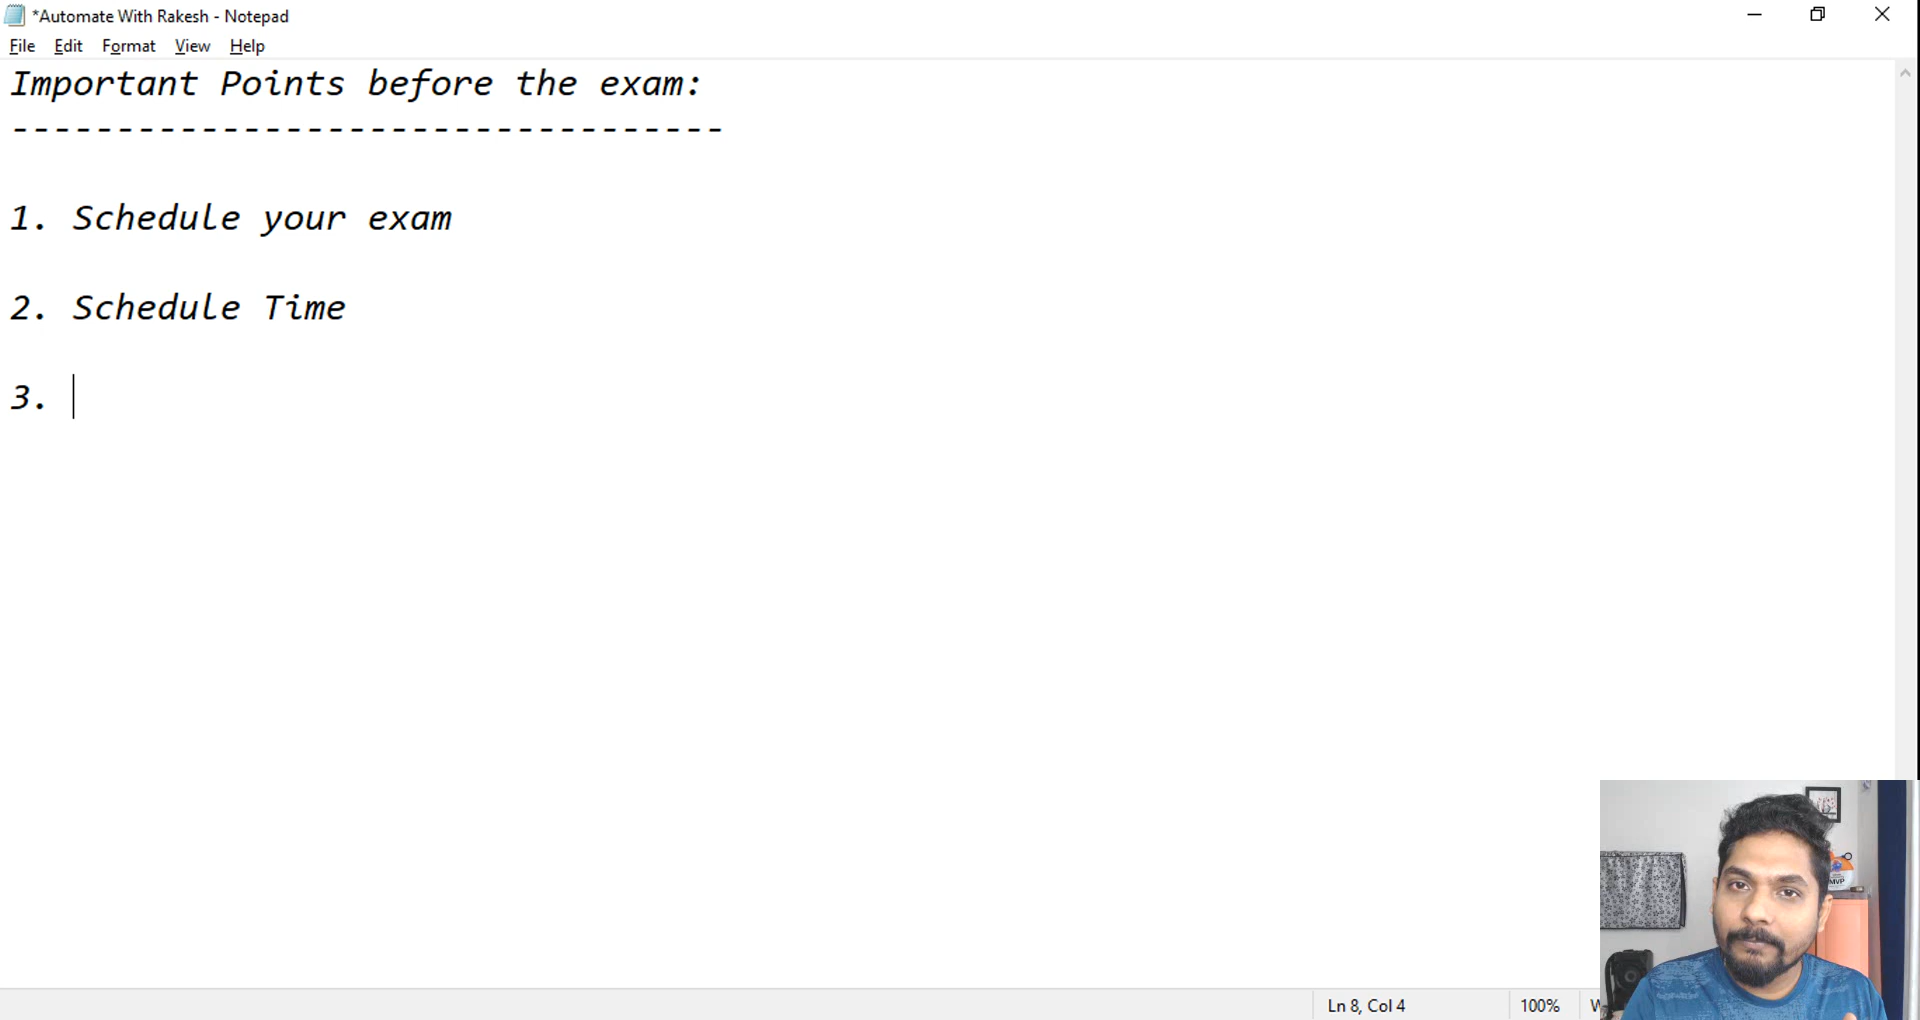 *Automate With Rakesh - Notepad
File Edit Format View Help
Important Points before the exam:
----------------------------------
1. Schedule your exam
2. Schedule Time
3.
MVP
Ln 8, Col 4 100%